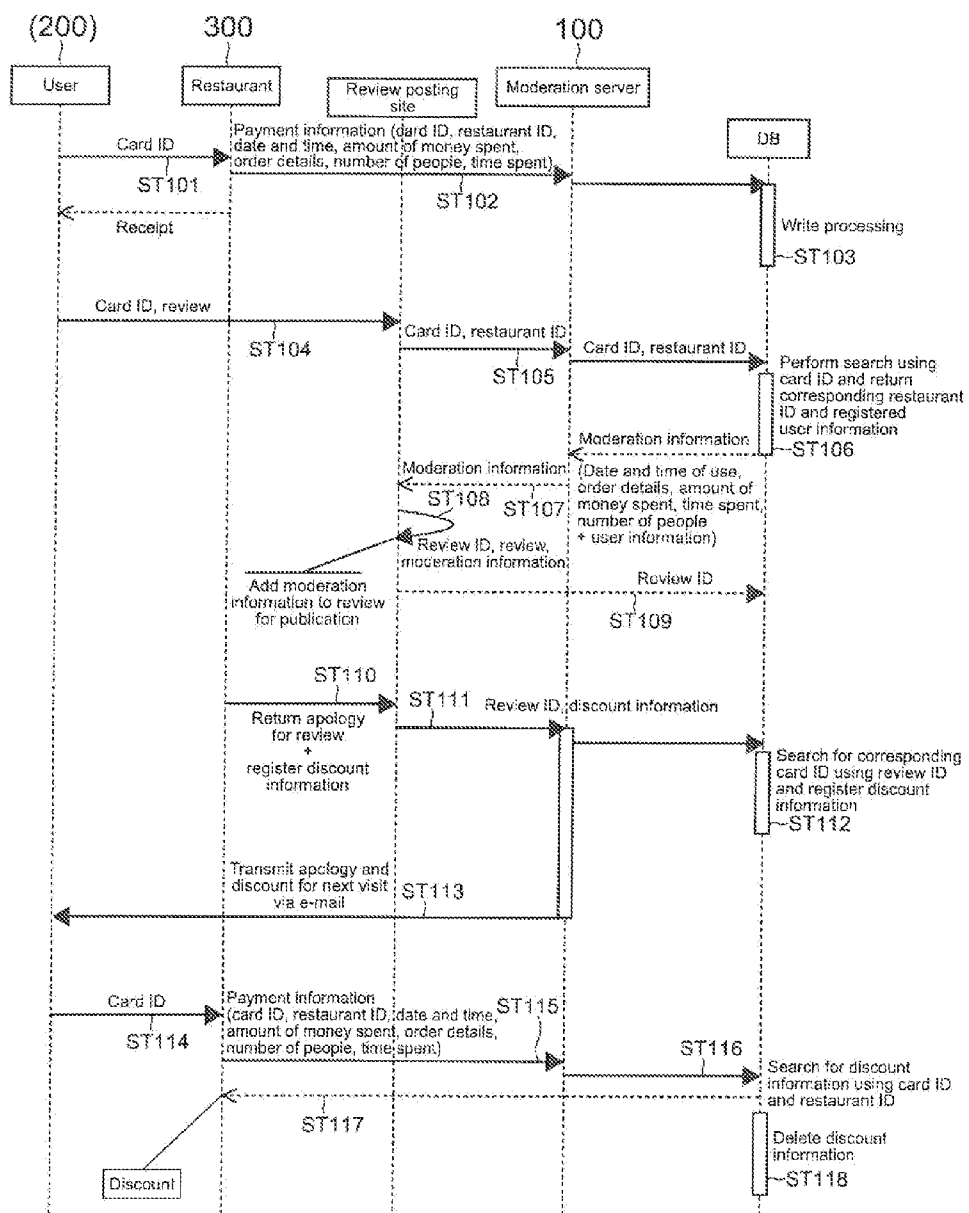 (200)
300
100
User
Restaurant
Review posting
site
Moderation server
DB
Card ID
ST101
Payment information (card ID, restaurant ID,
date and time, amount of money spent,
order details, number of people, time spent)
ST102
Receipt
Write processing
ST103
Card ID, review
ST104
Card ID, restaurant ID
ST105
Card ID, restaurant ID
Perform search using
card ID and return
corresponding restaurant
ID and registered
user information
ST106
Moderation information
Moderation information
(Date and time of use,
order details, amount of
money spent, time spent,
number of people
+ user information)
ST107
ST108
Review ID, review,
moderation information
Add moderation
information to review
for publication
Review ID
ST109
ST110
Return apology
for review
+
register discount
information
ST111
Review ID, discount information
Search for corresponding
card ID using review ID
and register discount
information
ST112
Transmit apology and
discount for next visit
via e-mail
ST113
Card ID
ST114
Payment information
(card ID, restaurant ID, date and time,
amount of money spent, order details,
number of people, time spent)
ST115
ST116
Search for discount
information using card ID
and restaurant ID
ST117
Delete discount
information
ST118
Discount